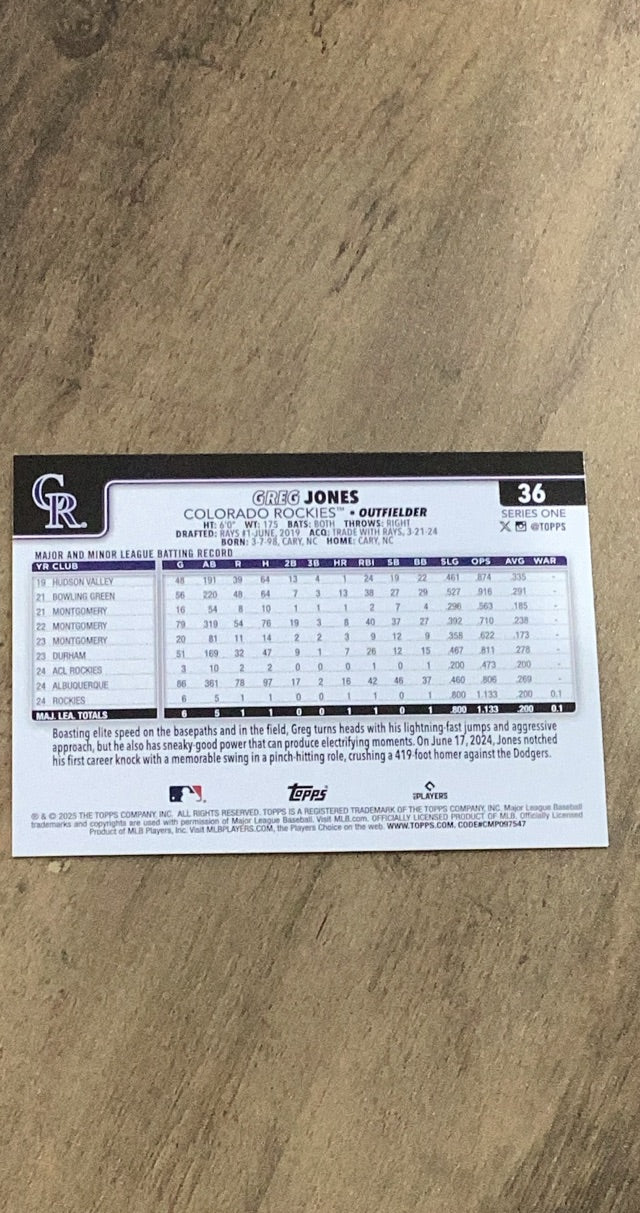 CR
GREG JONES
36
COLORADO ROCKIES™ • OUTFIELDER
SERIES ONE
HT: 6'0" WT: 175 BATS: BOTH THROWS: RIGHT
@TOPPS
DRAFTED: RAYS #1-JUNE, 2019 ACQ: TRADE WITH RAYS, 3-21-24
BORN: 3-7-98, CARY, NC HOME: CARY, NC
MAJOR AND MINOR LEAGUE BATTING RECORD
YR CLUB G AB R H 2B 3B HR RBI SB BB SLG OPS AVG WAR
19 HUDSON VALLEY 48 191 39 64 13 4 1 24 19 22 .461 .874 .335 -
21 BOWLING GREEN 56 220 48 64 7 3 13 38 27 29 .527 .916 .291 -
21 MONTGOMERY 16 54 8 10 1 1 1 2 7 4 .296 .563 .185 -
22 MONTGOMERY 79 319 54 76 19 3 8 40 37 27 .392 .710 .238 -
23 MONTGOMERY 20 81 11 14 2 2 3 9 12 9 .358 .622 .173 -
23 DURHAM 51 169 32 47 9 1 7 26 12 15 .467 .811 .278 -
24 ACL ROCKIES 3 10 2 2 0 0 0 1 0 1 .200 .473 .200 -
24 ALBUQUERQUE 86 361 78 97 17 2 16 42 46 37 .460 .806 .269 -
24 ROCKIES 6 5 1 1 0 0 1 1 0 1 .800 1.133 .200 0.1
MAJ. LEA. TOTALS 6 5 1 1 0 0 1 1 0 1 .800 1.133 .200 0.1
Boasting elite speed on the basepaths and in the field, Greg turns heads with his lightning-fast jumps and aggressive
approach, but he also has sneaky-good power that can produce electrifying moments. On June 17, 2024, Jones notched
his first career knock with a memorable swing in a pinch-hitting role, crushing a 419-foot homer against the Dodgers.
topps
PLAYERS
® & © 2025 THE TOPPS COMPANY, INC. ALL RIGHTS RESERVED. TOPPS IS A REGISTERED TRADEMARK OF THE TOPPS COMPANY, INC. Major League Baseball
trademarks and copyrights are used with permission of Major League Baseball. Visit MLB.com. OFFICIALLY LICENSED PRODUCT OF MLB. Officially Licensed
Product of MLB Players, Inc. Visit MLBPLAYERS.COM, the Players Choice on the web. WWW.TOPPS.COM. CODE#CMP097547